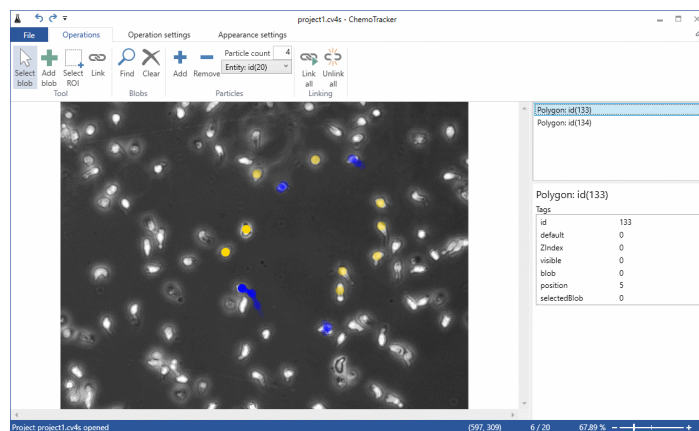 project1.cv4s - ChemoTracker
File Operations Operation settings Appearance settings
Select blob
Add blob
Select ROI
Link
Tool
Find
Clear
Blobs
Add
Remove
Particle count 4
Entity: id(20)
Particles
Link all
Unlink all
Linking
Polygon: id(133)
Polygon: id(134)
Polygon: id(133)
Tags
id 133
default 0
ZIndex 0
visible 0
blob 0
position 5
selectedBlob 0
Project project1.cv4s opened (597, 309) 6 / 20 67.89 % - +